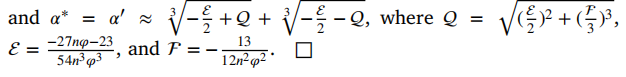 and α* = α′ ≈ ∛(−ℰ/2 + 𝒬) + ∛(−ℰ/2 − 𝒬), where 𝒬 = √((ℰ/2)² + (ℱ/3)³),
ℰ = (−27nφ−23)/(54n³φ³), and ℱ = −13/(12n²φ²). □